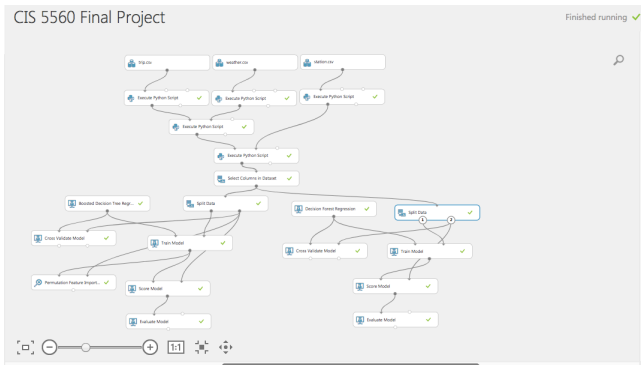 CIS 5560 Final Project
Finished running
trip.csv
weather.csv
station.csv
Execute Python Script
Execute Python Script
Execute Python Script
Execute Python Script
Execute Python Script
Select Columns in Dataset
Boosted Decision Tree Regr...
Split Data
Decision Forest Regression
Split Data
1
2
Cross Validate Model
Train Model
Cross Validate Model
Train Model
Permutation Feature Import...
Score Model
Score Model
Evaluate Model
Evaluate Model
1:1